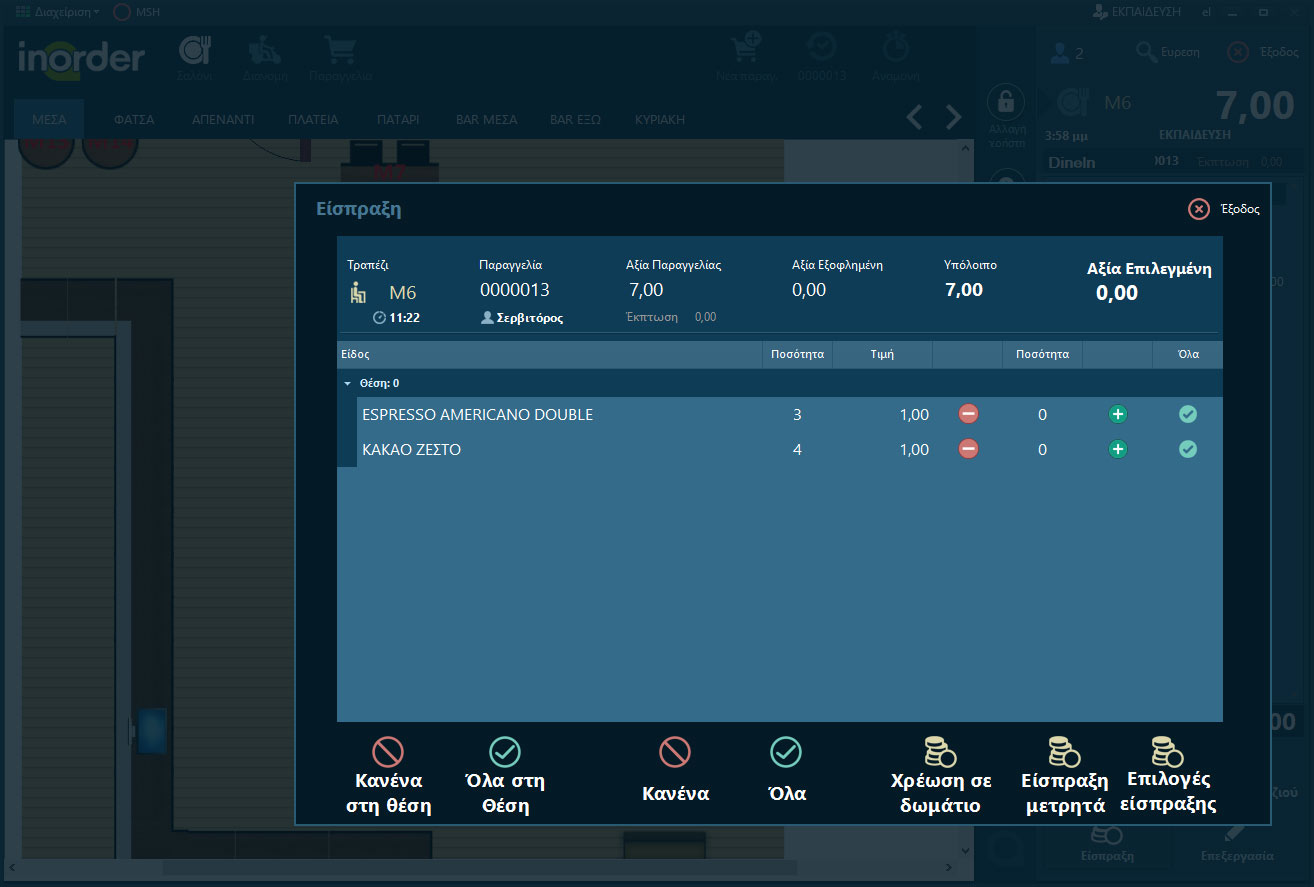 Διαχείριση
MSH
ΕΚΠΑΙΔΕΥΣΗ
el
inorder
Σαλόνι
Διανομή
Παραγγελία
Νέα παραγ.
0000013
Αναμονή
2
Εύρεση
Έξοδος
ΜΕΣΑ
ΦΑΤΣΑ
ΑΠΕΝΑΝΤΙ
ΠΛΑΤΕΙΑ
ΠΑΤΑΡΙ
BAR ΜΕΣΑ
BAR ΕΞΩ
ΚΥΡΙΑΚΗ
Αλλαγή
Χρήστη
M6
7,00
3:58 μμ
ΕΚΠΑΙΔΕΥΣΗ
DineIn
0013
Έκπτωση
0,00
Είσπραξη
Έξοδος
Τραπέζι
Παραγγελία
Αξία Παραγγελίας
Αξία Εξοφλημένη
Υπόλοιπο
Αξία Επιλεγμένη
M6
0000013
7,00
0,00
7,00
0,00
11:22
Σερβιτόρος
Έκπτωση
0,00
Είδος
Ποσότητα
Τιμή
Ποσότητα
Όλα
Θέση: 0
ESPRESSO AMERICANO DOUBLE
3
1,00
0
ΚΑΚΑΟ ΖΕΣΤΟ
4
1,00
0
Κανένα
στη θέση
Όλα στη
Θέση
Κανένα
Όλα
Χρέωση σε
δωμάτιο
Είσπραξη
μετρητά
Επιλογές
είσπραξης
Είσπραξη
Επεξεργασία